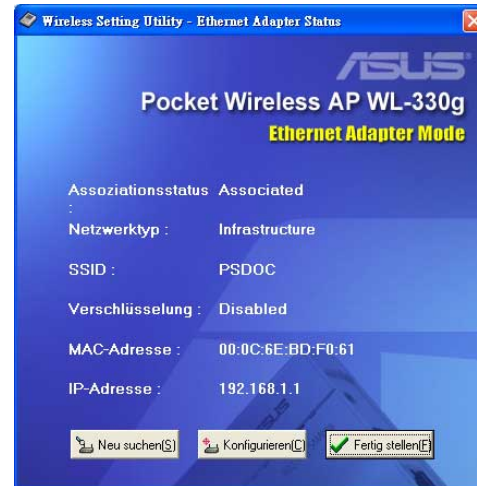 Wireless Setting Utility - Ethernet Adapter Status
ASUS
Pocket Wireless AP WL-330g
Ethernet Adapter Mode
Assoziationsstatus : Associated
Netzwerktyp : Infrastructure
SSID : PSDOC
Verschlüsselung : Disabled
MAC-Adresse : 00:0C:6E:BD:F0:61
IP-Adresse : 192.168.1.1
Neu suchen(S) Konfigurieren(C) Fertig stellen(F)